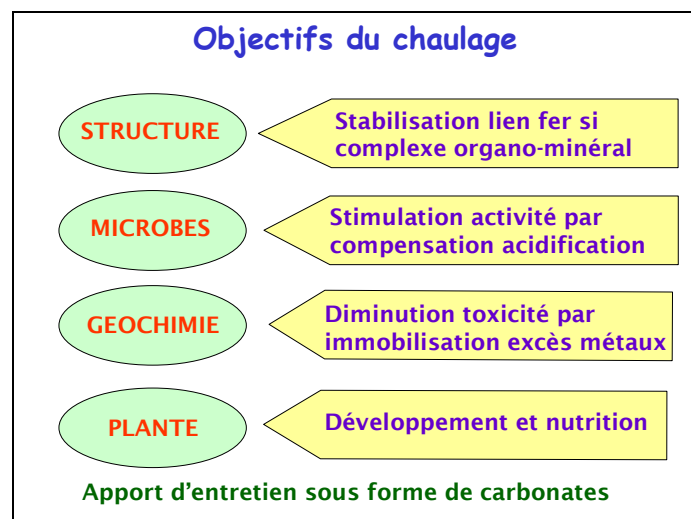 Objectifs du chaulage
STRUCTURE
Stabilisation lien fer si
complexe organo-minéral
MICROBES
Stimulation activité par
compensation acidification
GEOCHIMIE
Diminution toxicité par
immobilisation excès métaux
PLANTE
Développement et nutrition
Apport d'entretien sous forme de carbonates